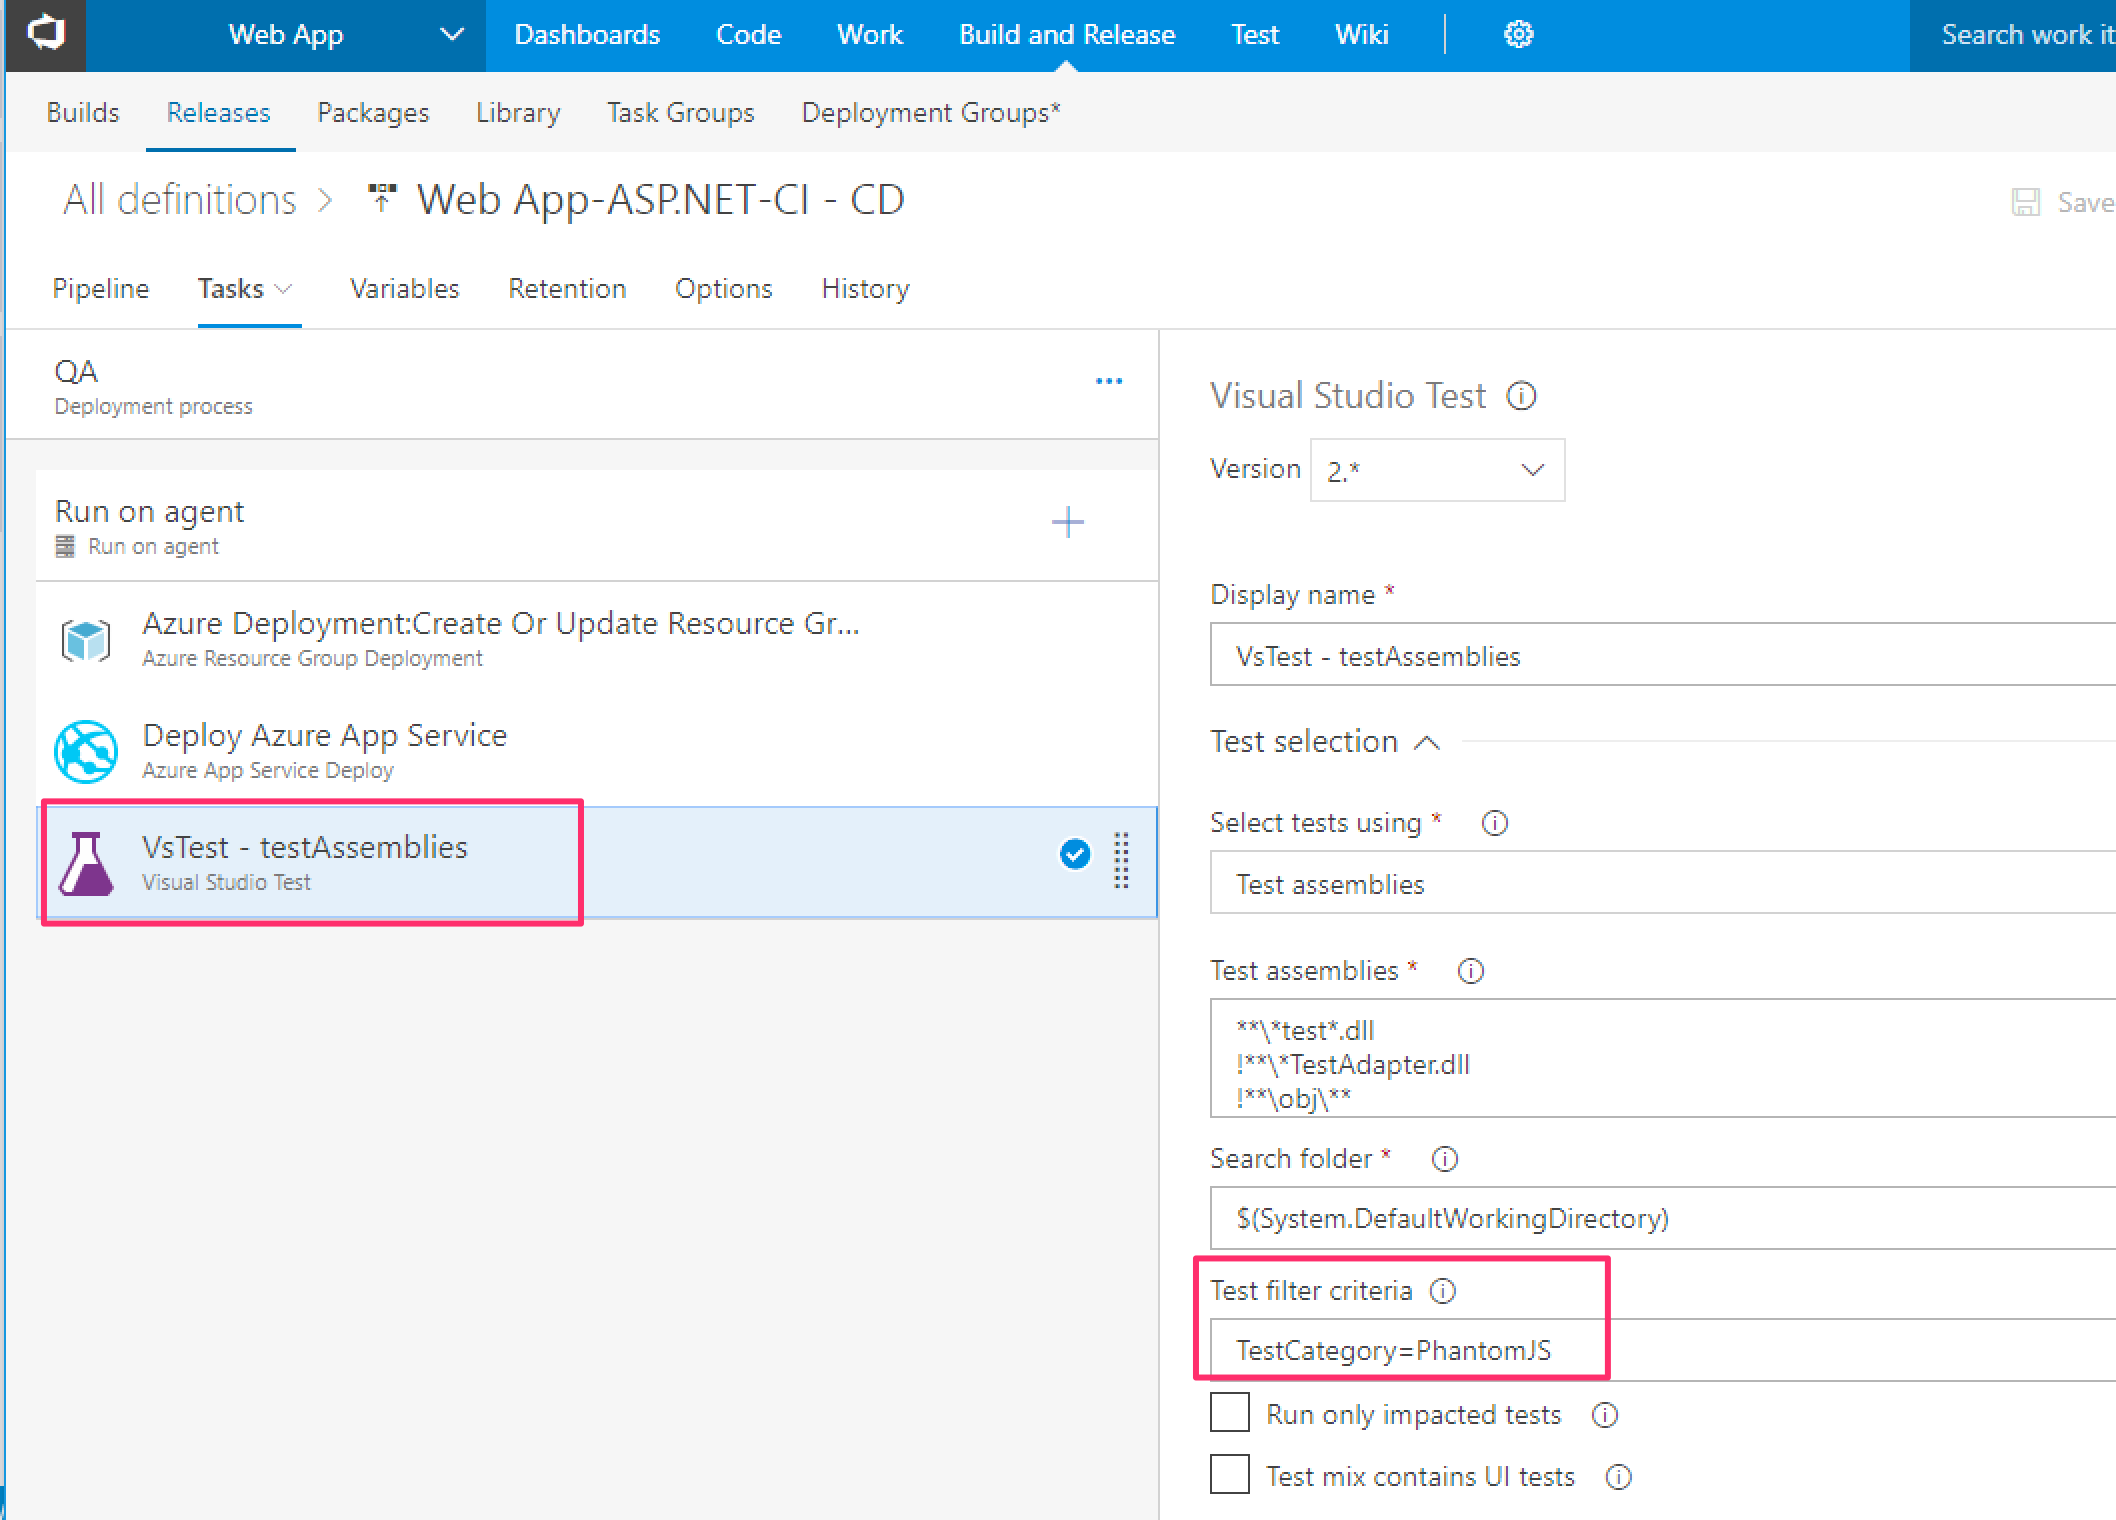 Web App Dashboards Code Work Build and Release Test Wiki Search work it
Builds Releases Packages Library Task Groups Deployment Groups*
All definitions > Web App-ASP.NET-CI - CD Save
Pipeline Tasks Variables Retention Options History
QA
Deployment process
Run on agent
Run on agent
Azure Deployment:Create Or Update Resource Gr...
Azure Resource Group Deployment
Deploy Azure App Service
Azure App Service Deploy
VsTest - testAssemblies
Visual Studio Test
Visual Studio Test
Version 2.*
Display name *
VsTest - testAssemblies
Test selection
Select tests using *
Test assemblies
Test assemblies *
**\*test*.dll
!**\*TestAdapter.dll
!**\obj\**
Search folder *
$(System.DefaultWorkingDirectory)
Test filter criteria
TestCategory=PhantomJS
Run only impacted tests
Test mix contains UI tests